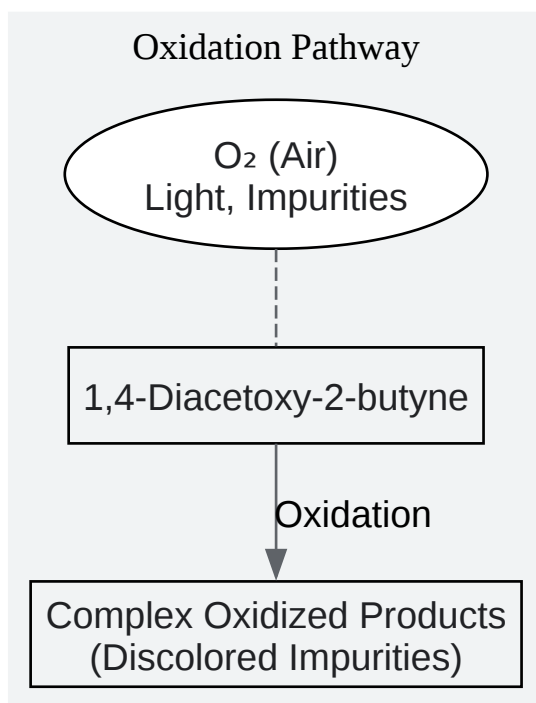 Oxidation Pathway
O₂ (Air)
Light, Impurities
1,4-Diacetoxy-2-butyne
Oxidation
Complex Oxidized Products
(Discolored Impurities)